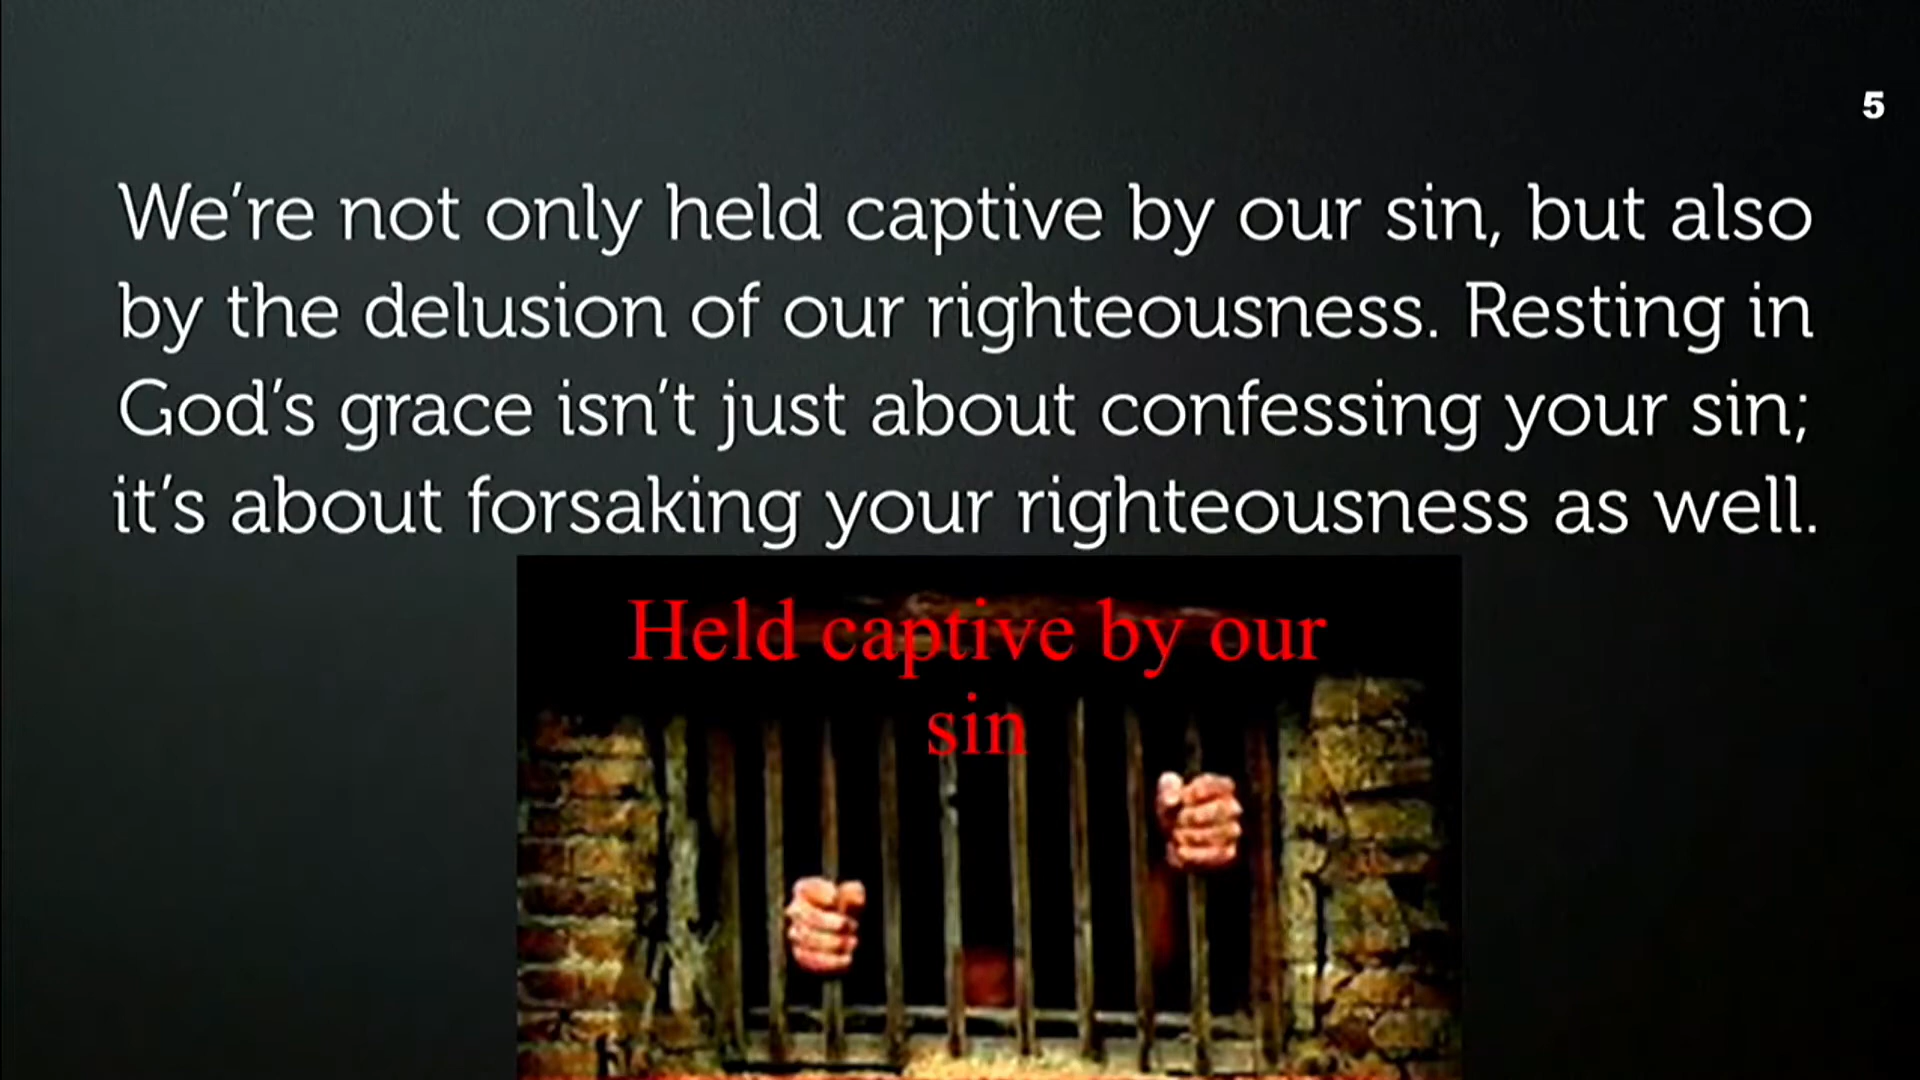 5
We’re not only held captive by our sin, but also
by the delusion of our righteousness. Resting in
God’s grace isn’t just about confessing your sin;
it’s about forsaking your righteousness as well.
Held captive by our
sin